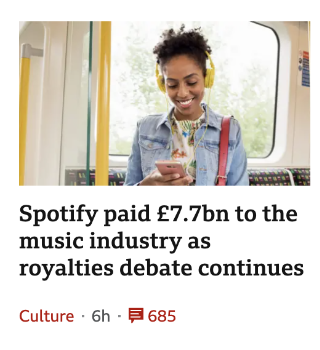 Spotify paid £7.7bn to the
music industry as
royalties debate continues
Culture · 6h · 685